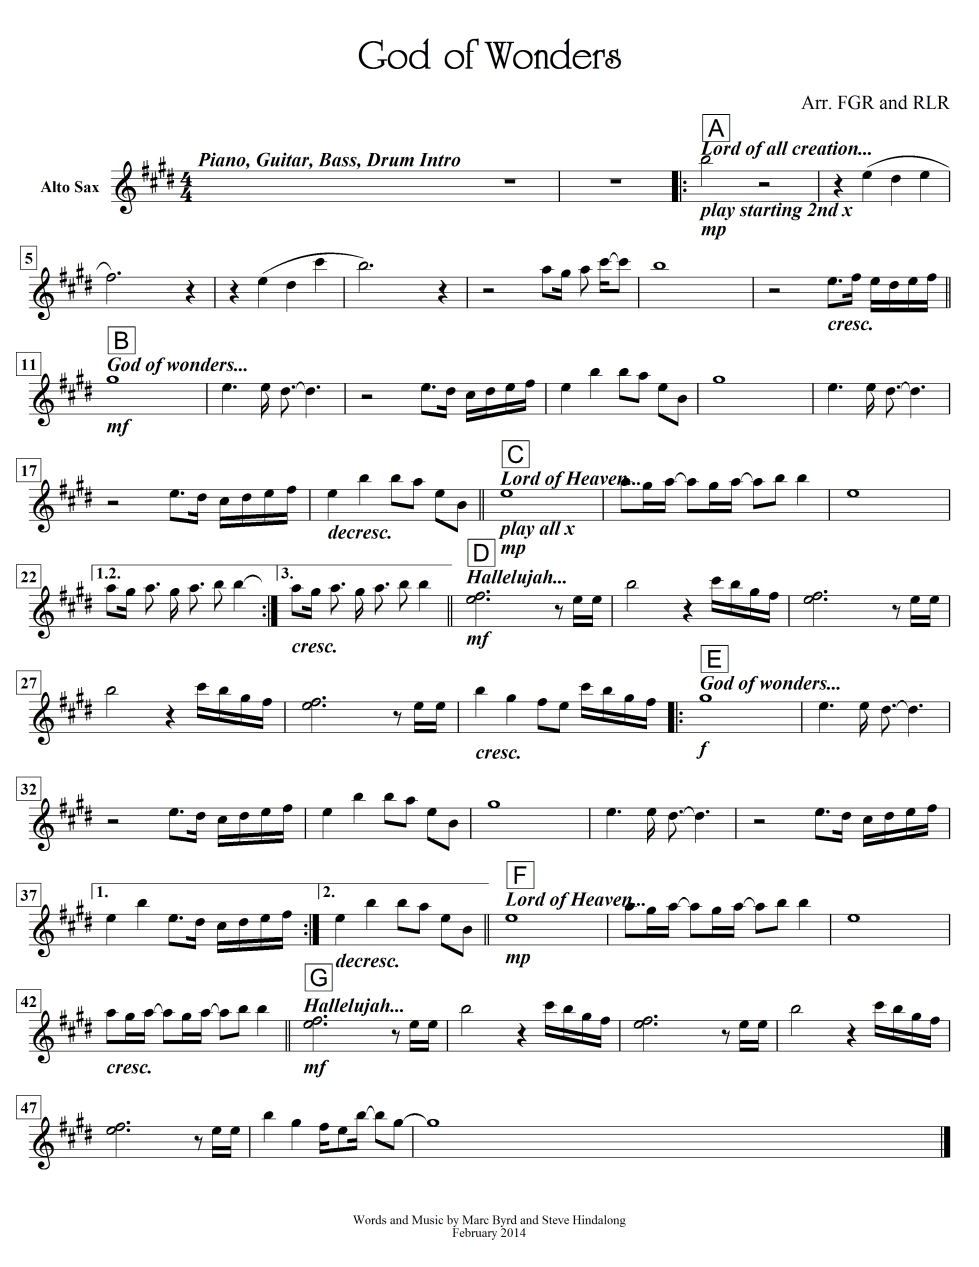 God of Wonders
Arr. FGR and RLR
A
Piano, Guitar, Bass, Drum Intro
Lord of all creation...
Alto Sax
4
4
play starting 2nd x
mp
5
cresc.
B
11
God of wonders...
mf
C
17
Lord of Heaven...
decresc.
play all x
mp
D
22
1.2.
3.
Hallelujah...
cresc.
mf
E
27
God of wonders...
cresc.
f
32
F
37
1.
2.
Lord of Heaven...
decresc.
mp
G
42
Hallelujah...
cresc.
mf
47
Words and Music by Marc Byrd and Steve Hindalong
February 2014